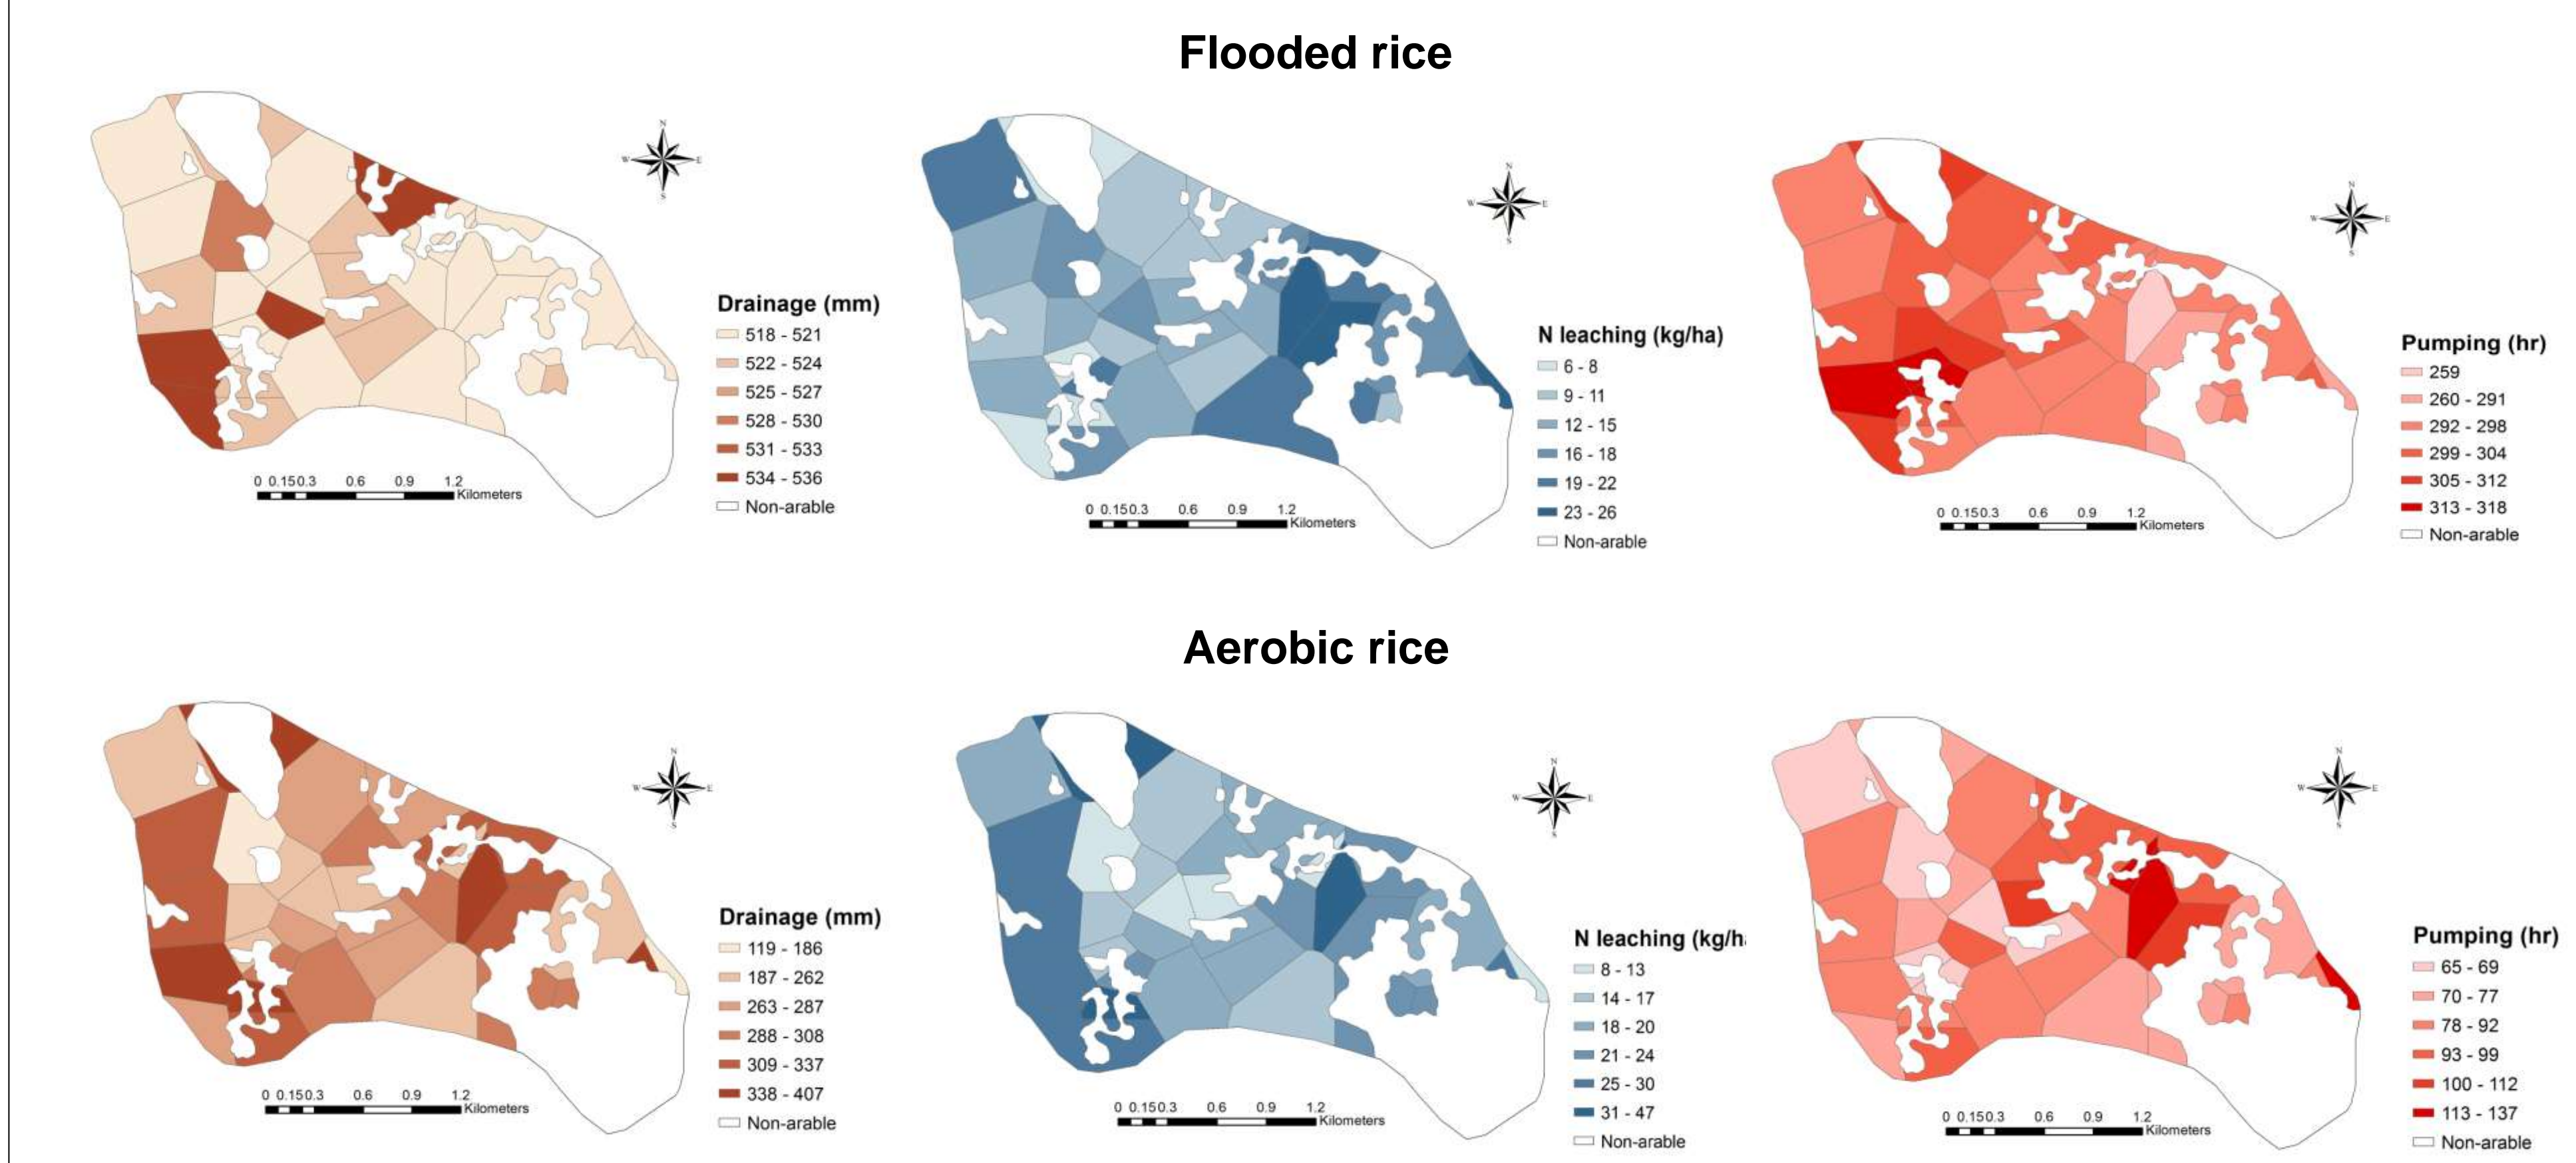 Flooded rice
N
W E
S
Drainage (mm)
518 - 521
522 - 524
525 - 527
528 - 530
531 - 533
534 - 536
Non-arable
0 0.15 0.3 0.6 0.9 1.2
Kilometers
N
W E
S
N leaching (kg/ha)
6 - 8
9 - 11
12 - 15
16 - 18
19 - 22
23 - 26
Non-arable
0 0.15 0.3 0.6 0.9 1.2
Kilometers
N
W E
S
Pumping (hr)
259
260 - 291
292 - 298
299 - 304
305 - 312
313 - 318
Non-arable
0 0.15 0.3 0.6 0.9 1.2
Kilometers
Aerobic rice
N
W E
S
Drainage (mm)
119 - 186
187 - 262
263 - 287
288 - 308
309 - 337
338 - 407
Non-arable
0 0.15 0.3 0.6 0.9 1.2
Kilometers
N
W E
S
N leaching (kg/h
8 - 13
14 - 17
18 - 20
21 - 24
25 - 30
31 - 47
Non-arable
0 0.15 0.3 0.6 0.9 1.2
Kilometers
N
W E
S
Pumping (hr)
65 - 69
70 - 77
78 - 92
93 - 99
100 - 112
113 - 137
Non-arable
0 0.15 0.3 0.6 0.9 1.2
Kilometers